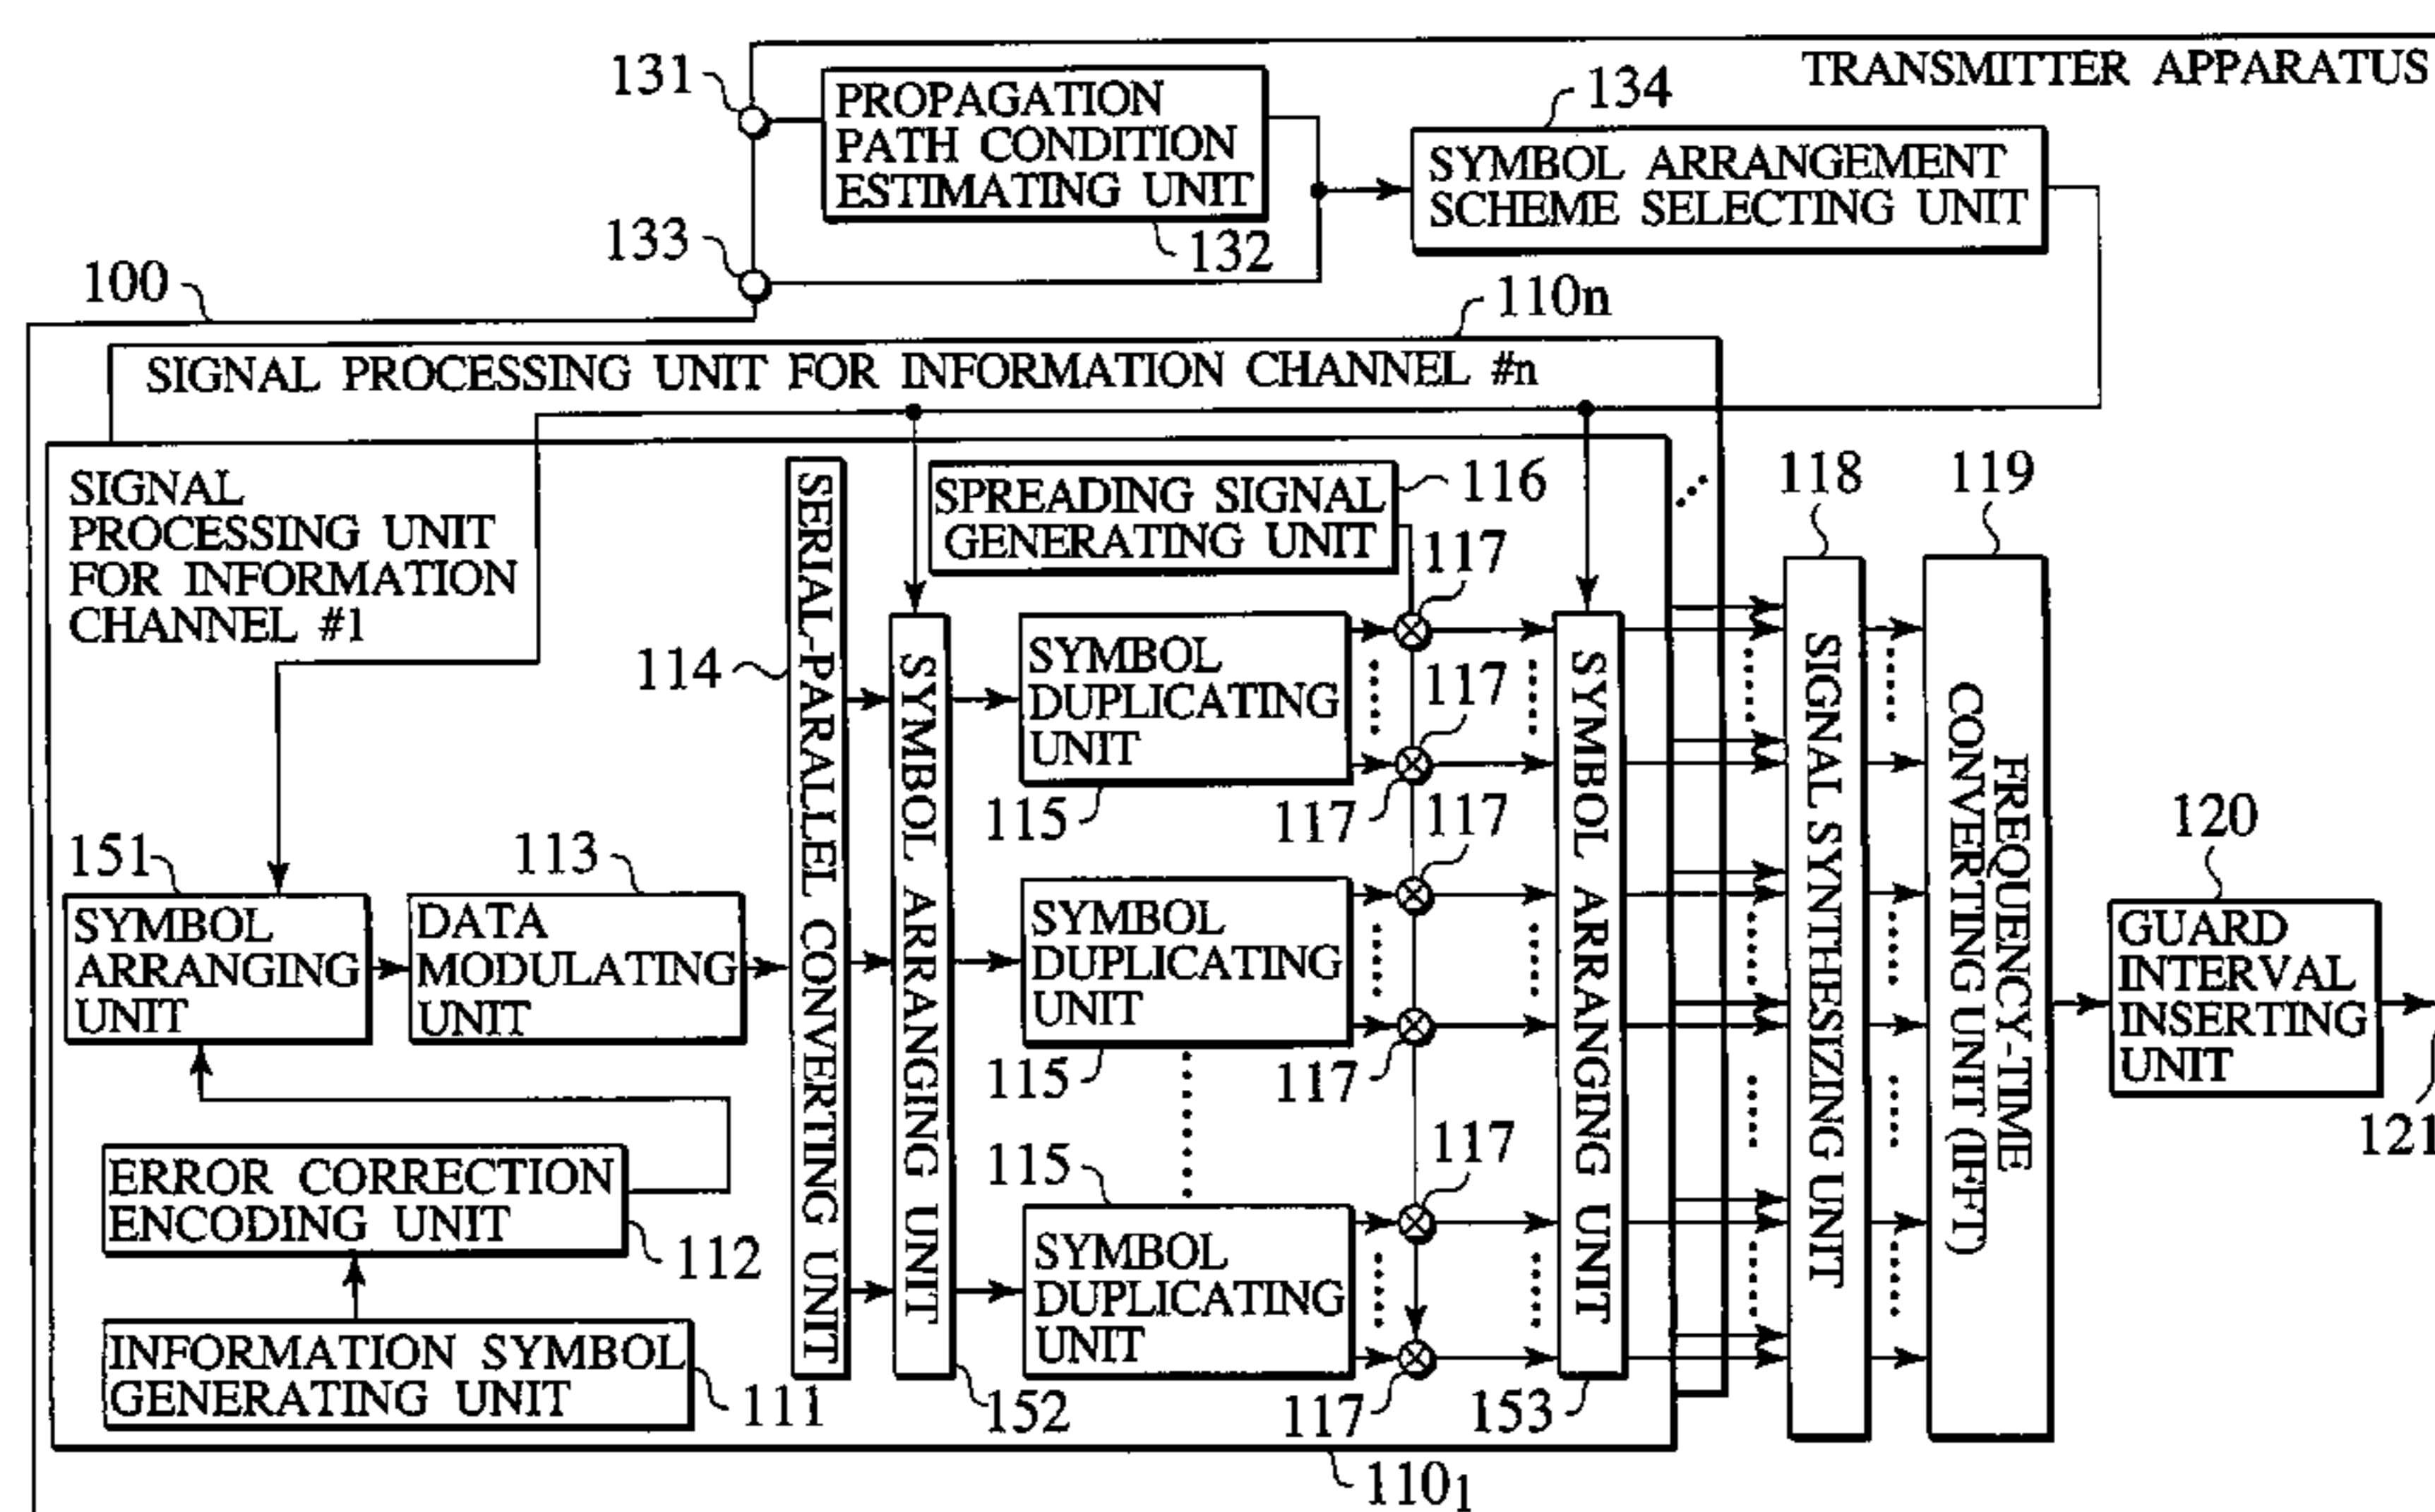 TRANSMITTER APPARATUS
131
PROPAGATION
PATH CONDITION
ESTIMATING UNIT
132
133
134
SYMBOL ARRANGEMENT
SCHEME SELECTING UNIT
100
110n
SIGNAL PROCESSING UNIT FOR INFORMATION CHANNEL #n
SIGNAL
PROCESSING UNIT
FOR INFORMATION
CHANNEL #1
SPREADING SIGNAL
GENERATING UNIT
116
118
119
114
SERIAL-PARALLEL CONVERTING UNIT
SYMBOL ARRANGING UNIT
152
SYMBOL
DUPLICATING
UNIT
115
117
117
117
117
SYMBOL
DUPLICATING
UNIT
115
117
SYMBOL
DUPLICATING
UNIT
115
117
117
SYMBOL ARRANGING UNIT
153
SIGNAL SYNTHESIZING UNIT
FREQUENCY-TIME
CONVERTING UNIT (IFFT)
120
GUARD
INTERVAL
INSERTING
UNIT
121
151
SYMBOL
ARRANGING
UNIT
113
DATA
MODULATING
UNIT
ERROR CORRECTION
ENCODING UNIT
112
INFORMATION SYMBOL
GENERATING UNIT
111
1101